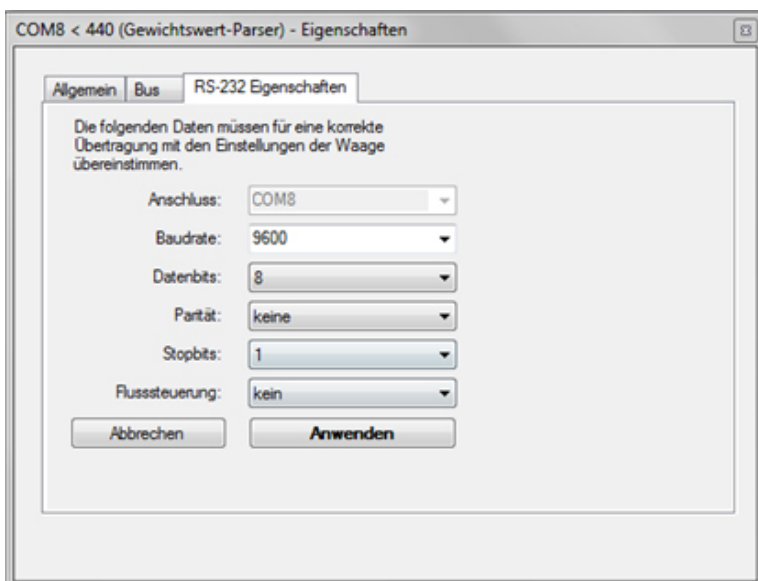 COM8 < 440 (Gewichtswert-Parser) - Eigenschaften
Allgemein Bus RS-232 Eigenschaften
Die folgenden Daten müssen für eine korrekte
Übertragung mit den Einstellungen der Waage
übereinstimmen.
Anschluss: COM8
Baudrate: 9600
Datenbits: 8
Parität: keine
Stopbits: 1
Flusssteuerung: kein
Abbrechen Anwenden